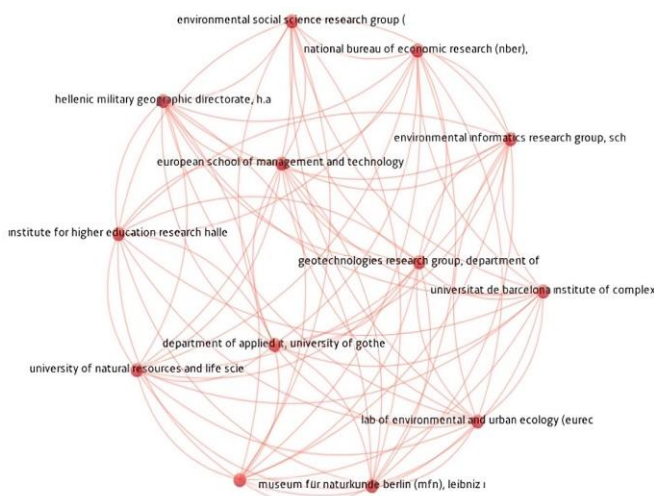 environmental social science research group (
national bureau of economic research (nber),
hellenic military geographic directorate, h.a
environmental informatics research group, sch
european school of management and technology
institute for higher education research halle
geotechnologies research group, department of
universitat de barcelona institute of complex
department of applied it, university of gothe
university of natural resources and life scie
lab of environmental and urban ecology (eurec
museum für naturkunde berlin (mfn), leibniz i